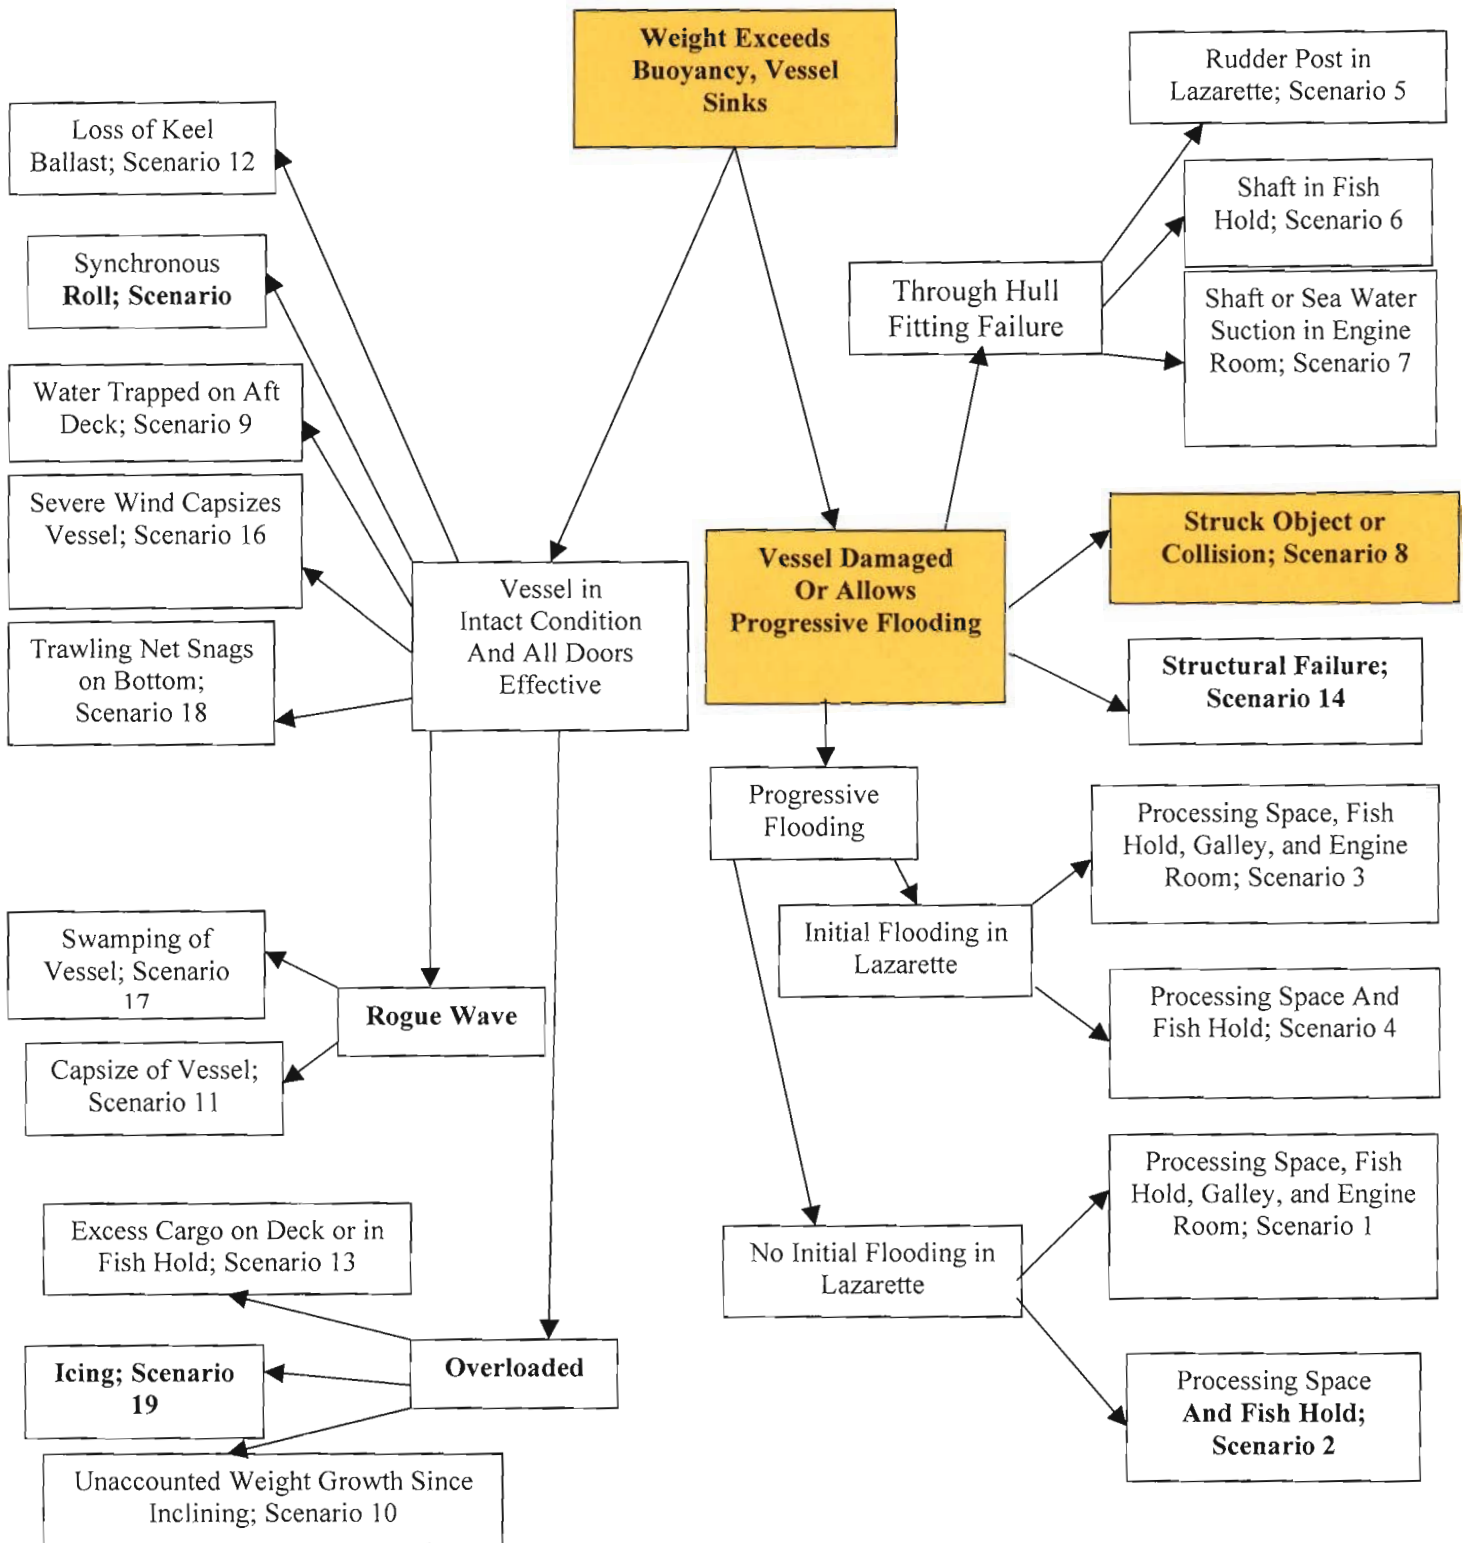 Weight Exceeds
Buoyancy, Vessel
Sinks
Rudder Post in
Lazarette; Scenario 5
Loss of Keel
Ballast; Scenario 12
Shaft in Fish
Hold; Scenario 6
Synchronous
Roll; Scenario
Through Hull
Fitting Failure
Shaft or Sea Water
Suction in Engine
Room; Scenario 7
Water Trapped on Aft
Deck; Scenario 9
Severe Wind Capsizes
Vessel; Scenario 16
Struck Object or
Collision; Scenario 8
Vessel Damaged
Or Allows
Progressive Flooding
Vessel in
Intact Condition
And All Doors
Effective
Trawling Net Snags
on Bottom;
Scenario 18
Structural Failure;
Scenario 14
Progressive
Flooding
Processing Space, Fish
Hold, Galley, and Engine
Room; Scenario 3
Initial Flooding in
Lazarette
Swamping of
Vessel; Scenario
17
Rogue Wave
Processing Space And
Fish Hold; Scenario 4
Capsize of Vessel;
Scenario 11
Processing Space, Fish
Hold, Galley, and Engine
Room; Scenario 1
Excess Cargo on Deck or in
Fish Hold; Scenario 13
No Initial Flooding in
Lazarette
Overloaded
Icing; Scenario
19
Processing Space
And Fish Hold;
Scenario 2
Unaccounted Weight Growth Since
Inclining; Scenario 10